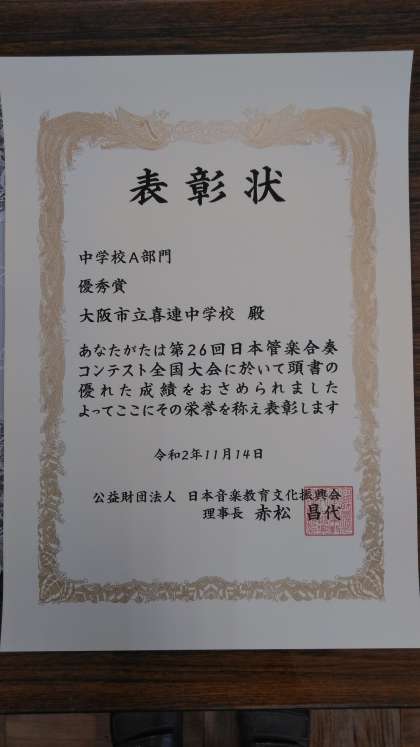 表彰状
中学校A部門
優秀賞
大阪市立喜連中学校 殿
あなたがたは第26回日本管楽合奏
コンテスト全国大会に於いて頭書の
優れた成績をおさめられました
よってここにその栄誉を称え表彰します
令和2年11月14日
公益財団法人 日本音楽教育文化振興会
理事長 赤松 昌代